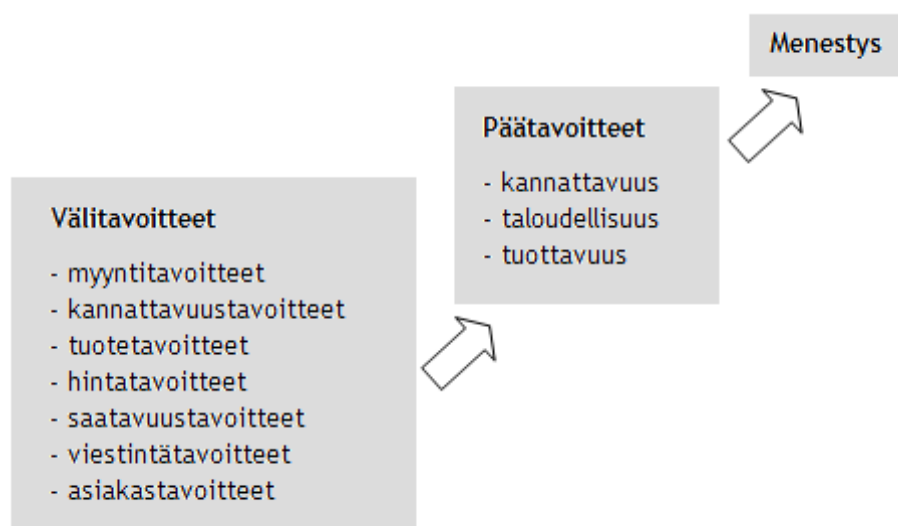 Menestys
Päätavoitteet
- kannattavuus
- taloudellisuus
- tuottavuus
Välitavoitteet
- myyntitavoitteet
- kannattavuustavoitteet
- tuotetavoitteet
- hintatavoitteet
- saatavuustavoitteet
- viestintätavoitteet
- asiakastavoitteet